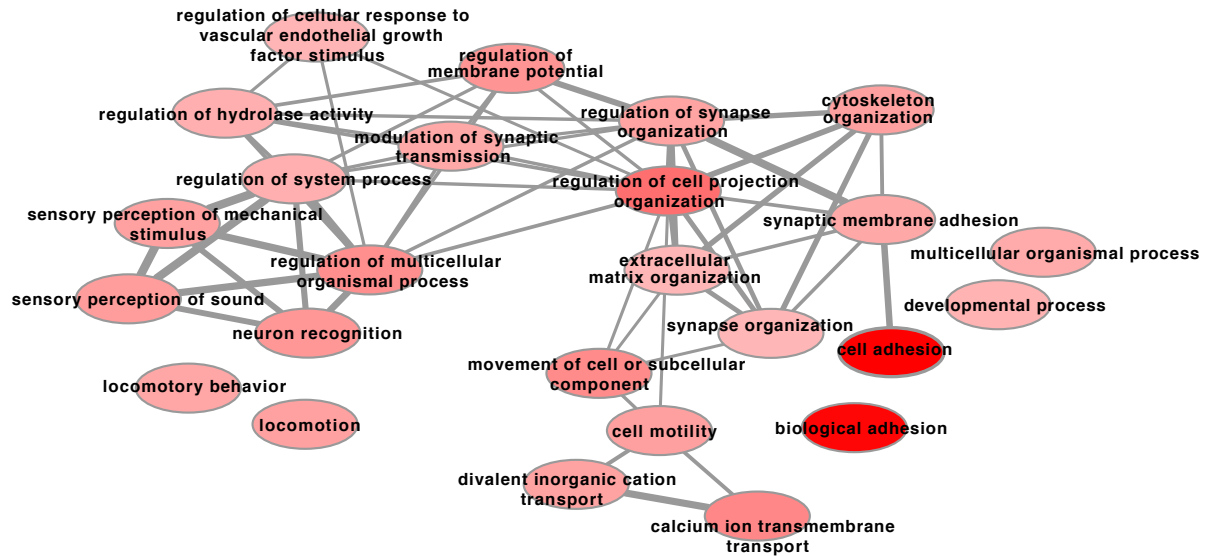 regulation of cellular response to
vascular endothelial growth
factor stimulus
regulation of
membrane potential
regulation of hydrolase activity
modulation of synaptic
transmission
regulation of synapse
organization
cytoskeleton
organization
regulation of system process
regulation of cell projection
organization
sensory perception of mechanical
stimulus
synaptic membrane adhesion
multicellular organismal process
regulation of multicellular
organismal process
extracellular
matrix organization
sensory perception of sound
developmental process
neuron recognition
synapse organization
cell adhesion
movement of cell or subcellular
component
locomotory behavior
locomotion
cell motility
biological adhesion
divalent inorganic cation
transport
calcium ion transmembrane
transport